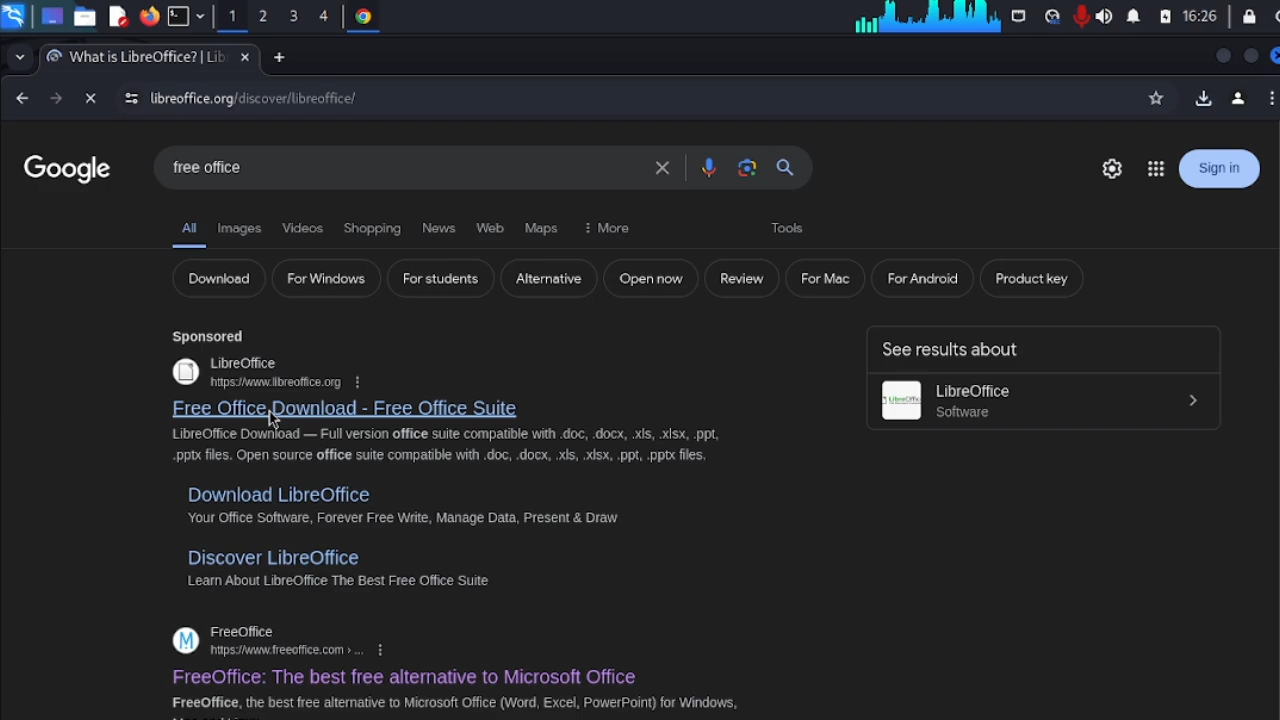 1 2 3 4 16:26
What is LibreOffice? | Lib
libreoffice.org/discover/libreoffice/
Google
free office
Sign in
All Images Videos Shopping News Web Maps More Tools
Download For Windows For students Alternative Open now Review For Mac For Android Product key
Sponsored
LibreOffice
https://www.libreoffice.org
Free Office Download - Free Office Suite
LibreOffice Download — Full version office suite compatible with .doc, .docx, .xls, .xlsx, .ppt,
.pptx files. Open source office suite compatible with .doc, .docx, .xls, .xlsx, .ppt, .pptx files.
Download LibreOffice
Your Office Software, Forever Free Write, Manage Data, Present & Draw
Discover LibreOffice
Learn About LibreOffice The Best Free Office Suite
FreeOffice
https://www.freeoffice.com › ...
FreeOffice: The best free alternative to Microsoft Office
FreeOffice, the best free alternative to Microsoft Office (Word, Excel, PowerPoint) for Windows,
See results about
LibreOffice
Software